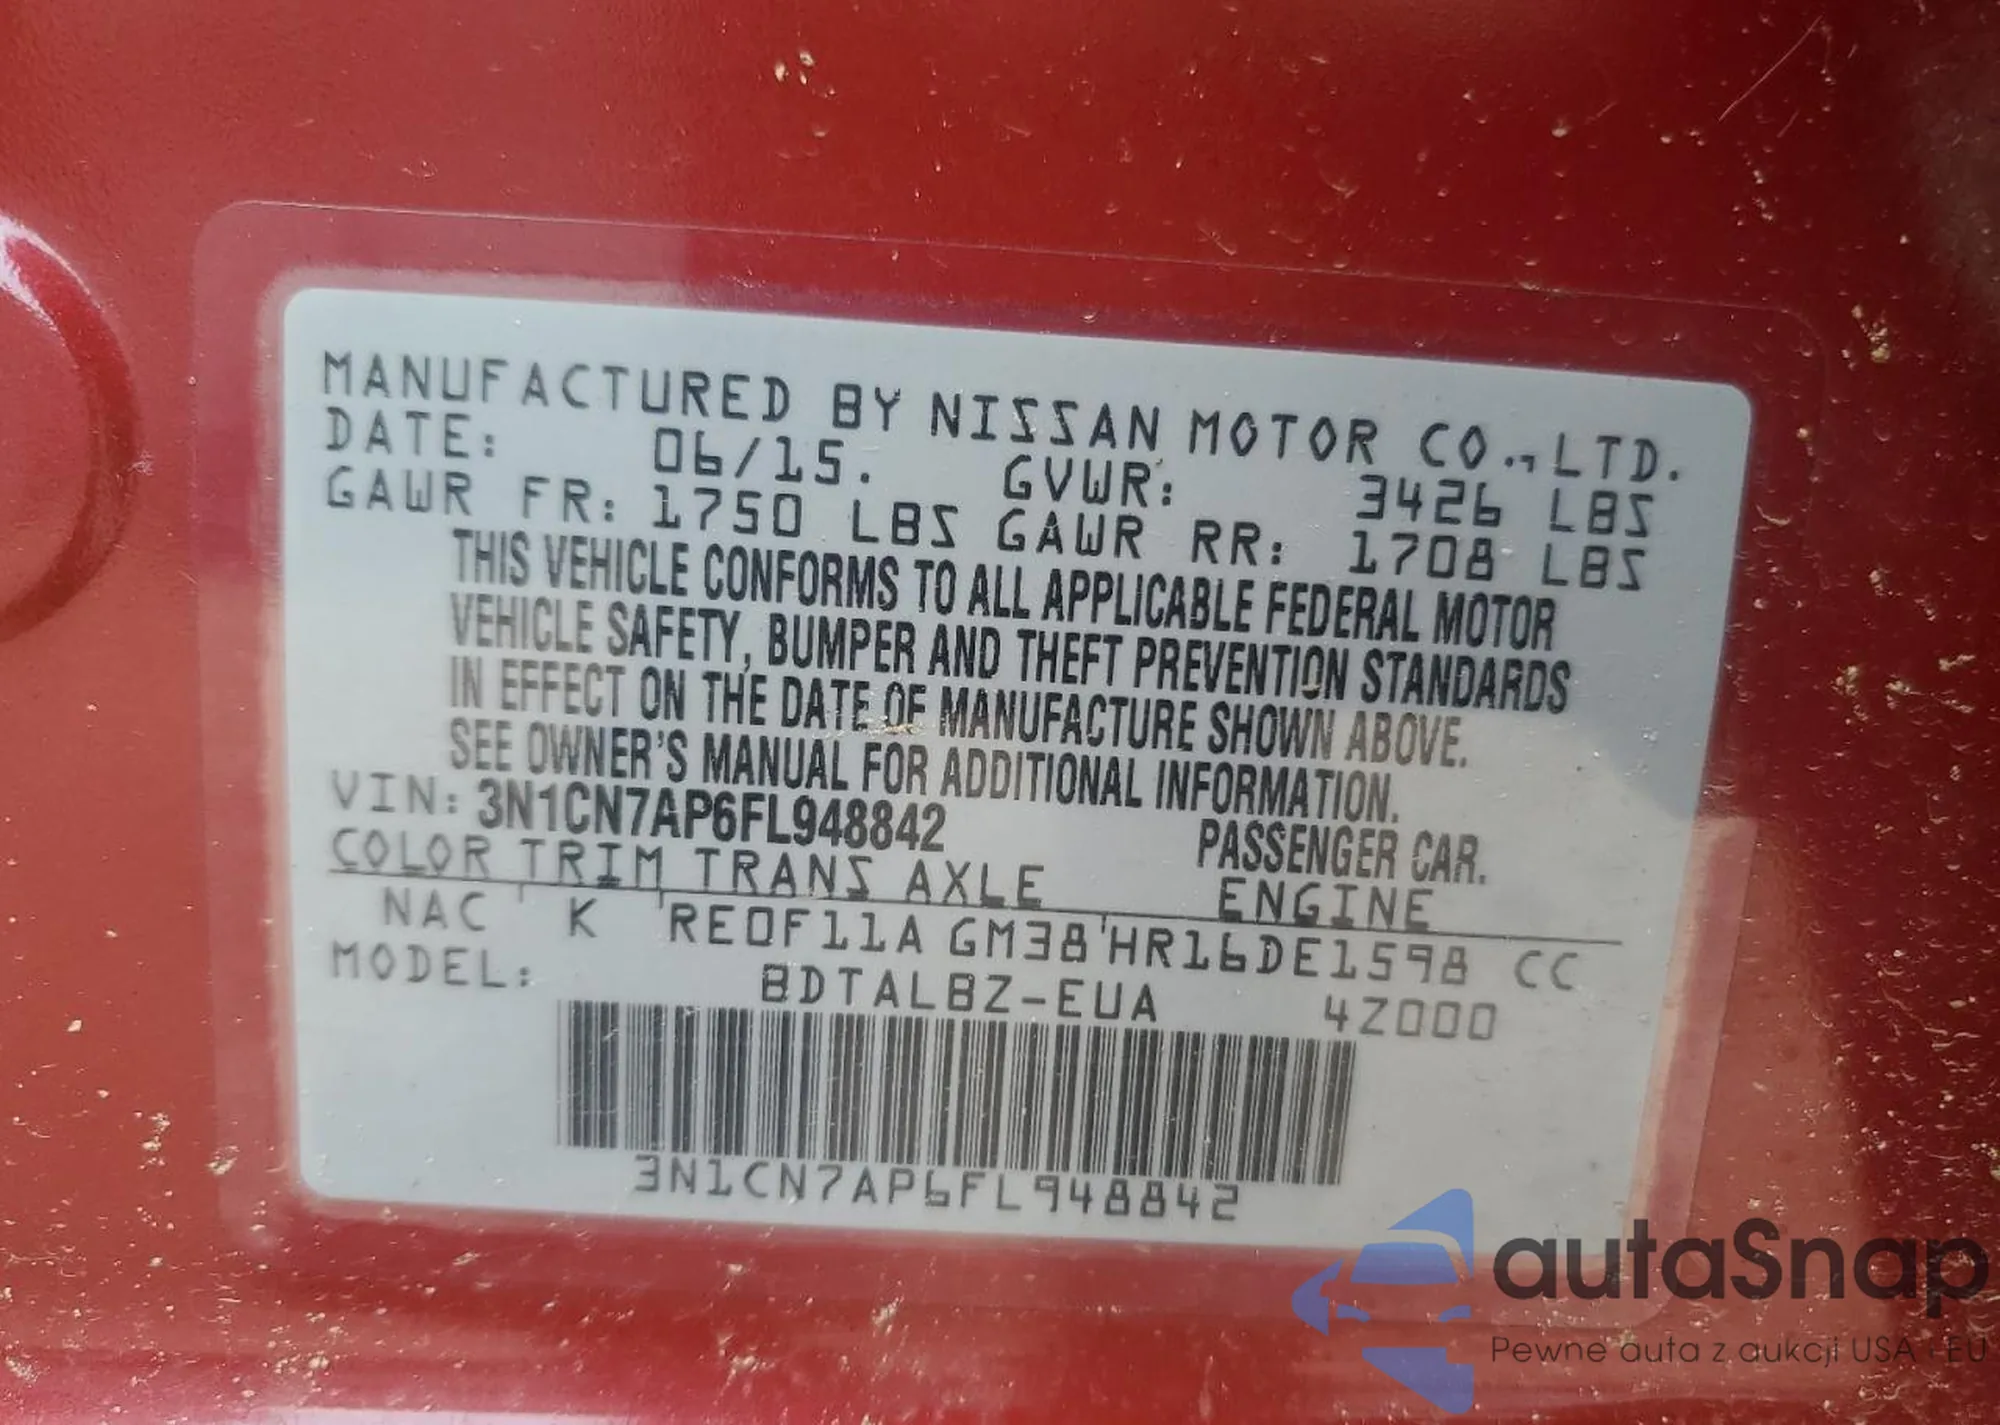 MANUFACTURED BY NISSAN MOTOR CO.,LTD.
DATE: 06/15. GVWR: 3426 LBS
GAWR FR: 1750 LBS GAWR RR: 1708 LBS
THIS VEHICLE CONFORMS TO ALL APPLICABLE FEDERAL MOTOR
VEHICLE SAFETY, BUMPER AND THEFT PREVENTION STANDARDS
IN EFFECT ON THE DATE OF MANUFACTURE SHOWN ABOVE.
SEE OWNER'S MANUAL FOR ADDITIONAL INFORMATION.
VIN: 3N1CN7AP6FL948842 PASSENGER CAR.
COLOR TRIM TRANS AXLE ENGINE
NAC K RE0F11A GM38 HR16DE1598 CC
MODEL: BDTALBZ-EUA 4Z000
3N1CN7AP6FL948842
autaSnap
Pewne auta z aukcji USA i EU